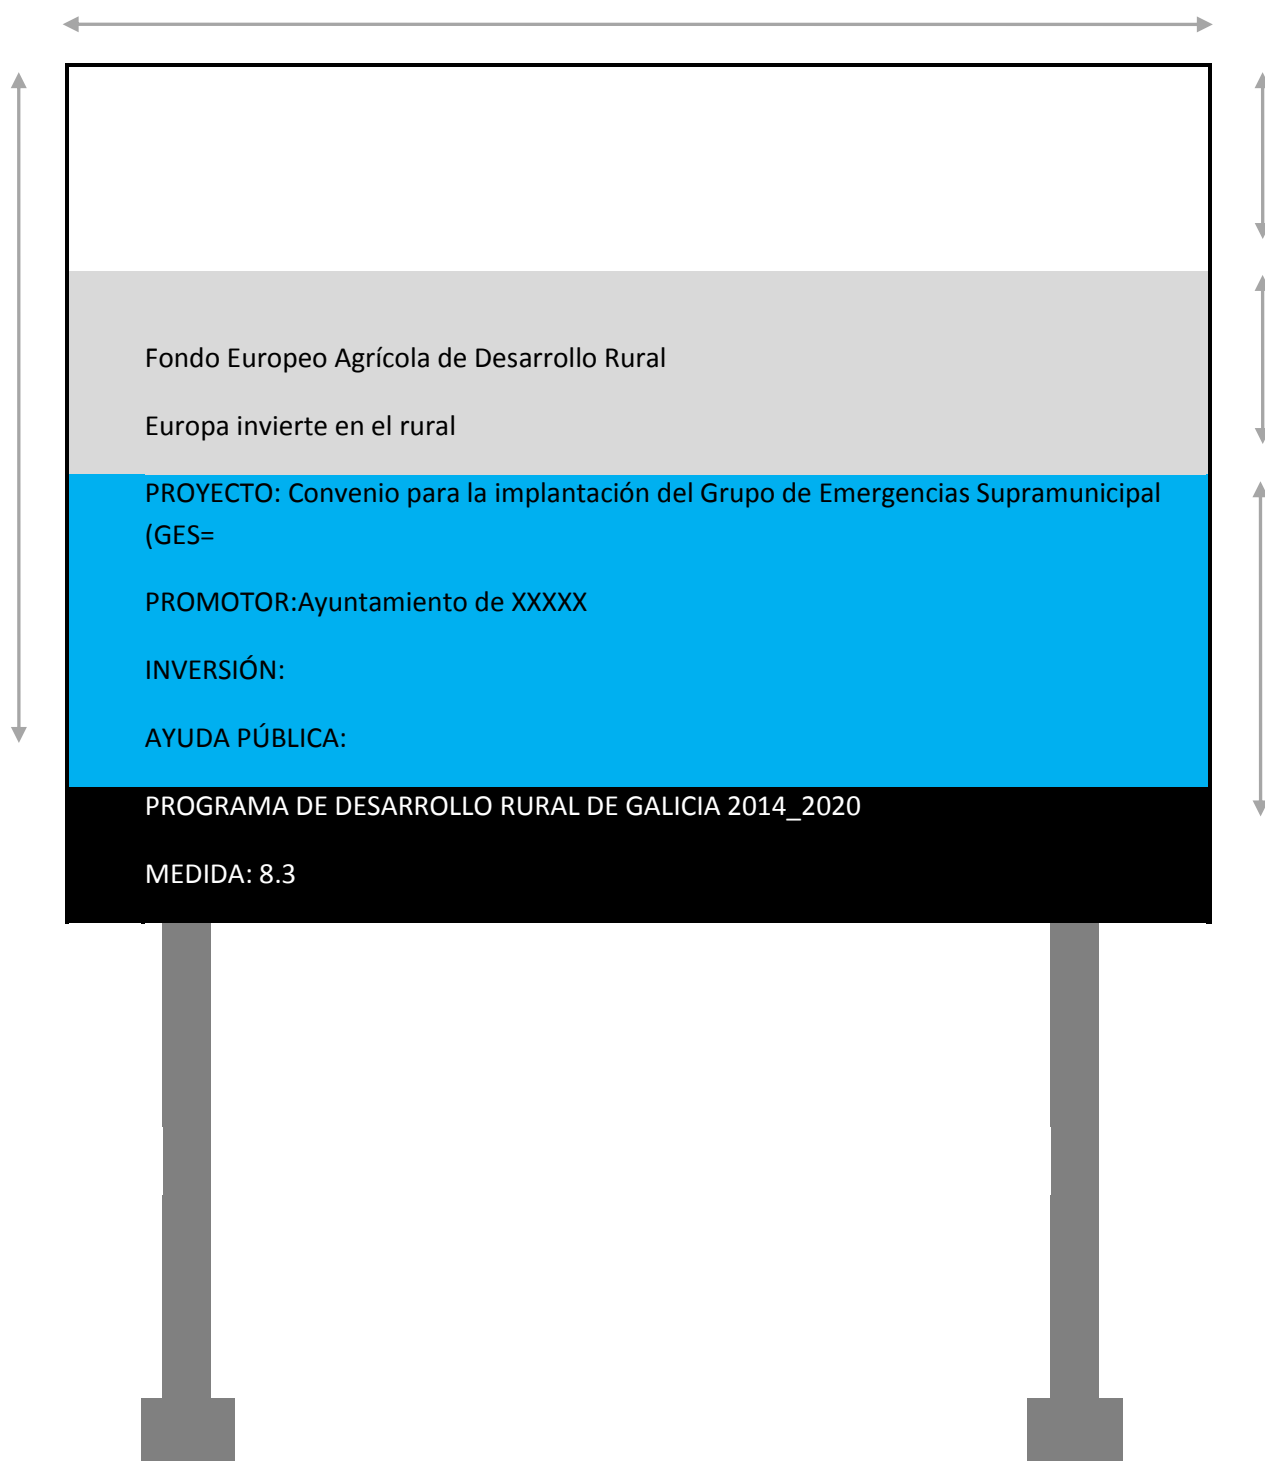 Fondo Europeo Agrícola de Desarrollo Rural
Europa invierte en el rural
PROYECTO: Convenio para la implantación del Grupo de Emergencias Supramunicipal
(GES=
PROMOTOR:Ayuntamiento de XXXXX
INVERSIÓN:
AYUDA PÚBLICA:
PROGRAMA DE DESARROLLO RURAL DE GALICIA 2014_2020
MEDIDA: 8.3